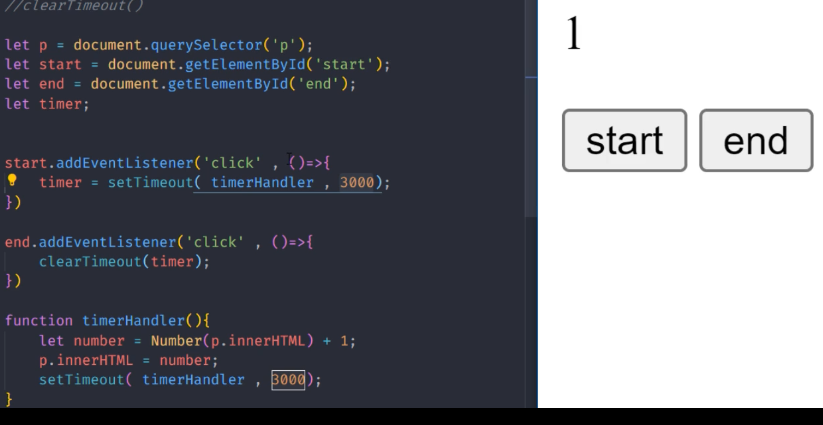 //clearTimeout()
let p = document.querySelector('p');
let start = document.getElementById('start');
let end = document.getElementById('end');
let timer;
start.addEventListener('click' , ()=>{
timer = setTimeout( timerHandler , 3000);
})
end.addEventListener('click' , ()=>{
clearTimeout(timer);
})
function timerHandler(){
let number = Number(p.innerHTML) + 1;
p.innerHTML = number;
setTimeout( timerHandler , 3000);
}
1
start end